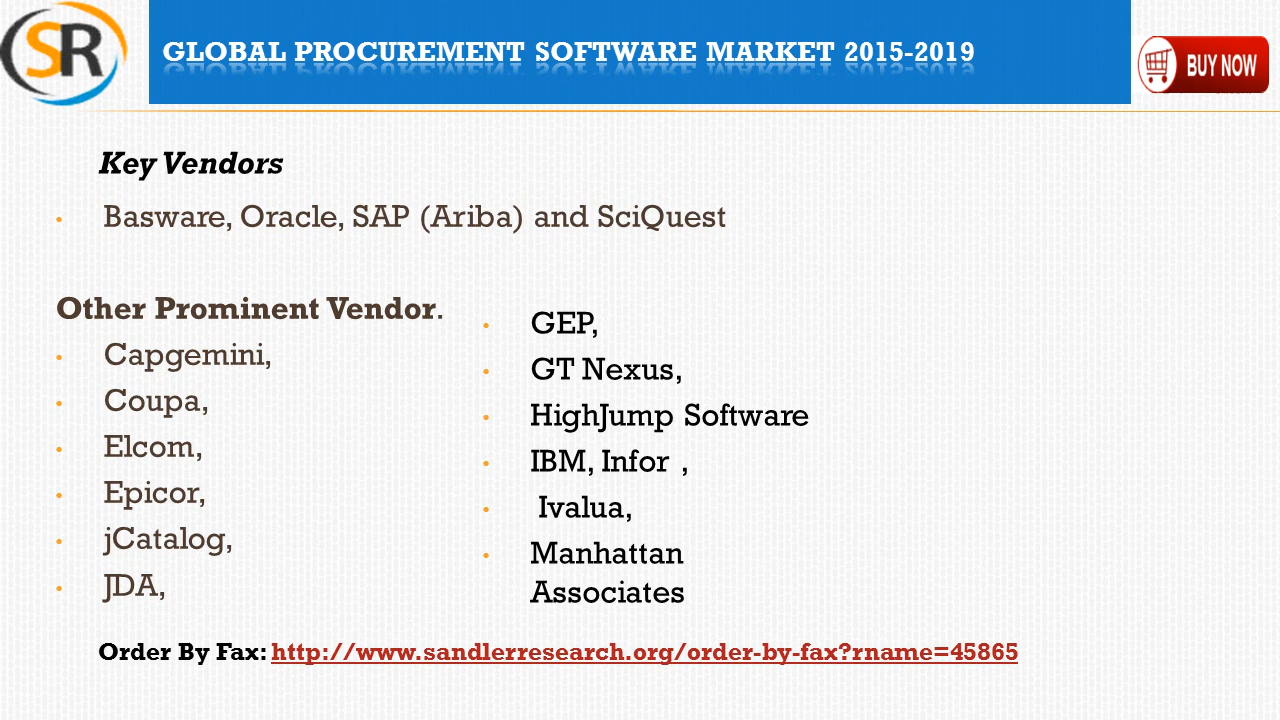 SR
GLOBAL PROCUREMENT SOFTWARE MARKET 2015-2019
BUY NOW
Key Vendors
• Basware, Oracle, SAP (Ariba) and SciQuest
Other Prominent Vendor.
• Capgemini,
• Coupa,
• Elcom,
• Epicor,
• jCatalog,
• JDA,
• GEP,
• GT Nexus,
• HighJump Software
• IBM, Infor ,
• Ivalua,
• Manhattan
Associates
Order By Fax: http://www.sandlerresearch.org/order-by-fax?rname=45865